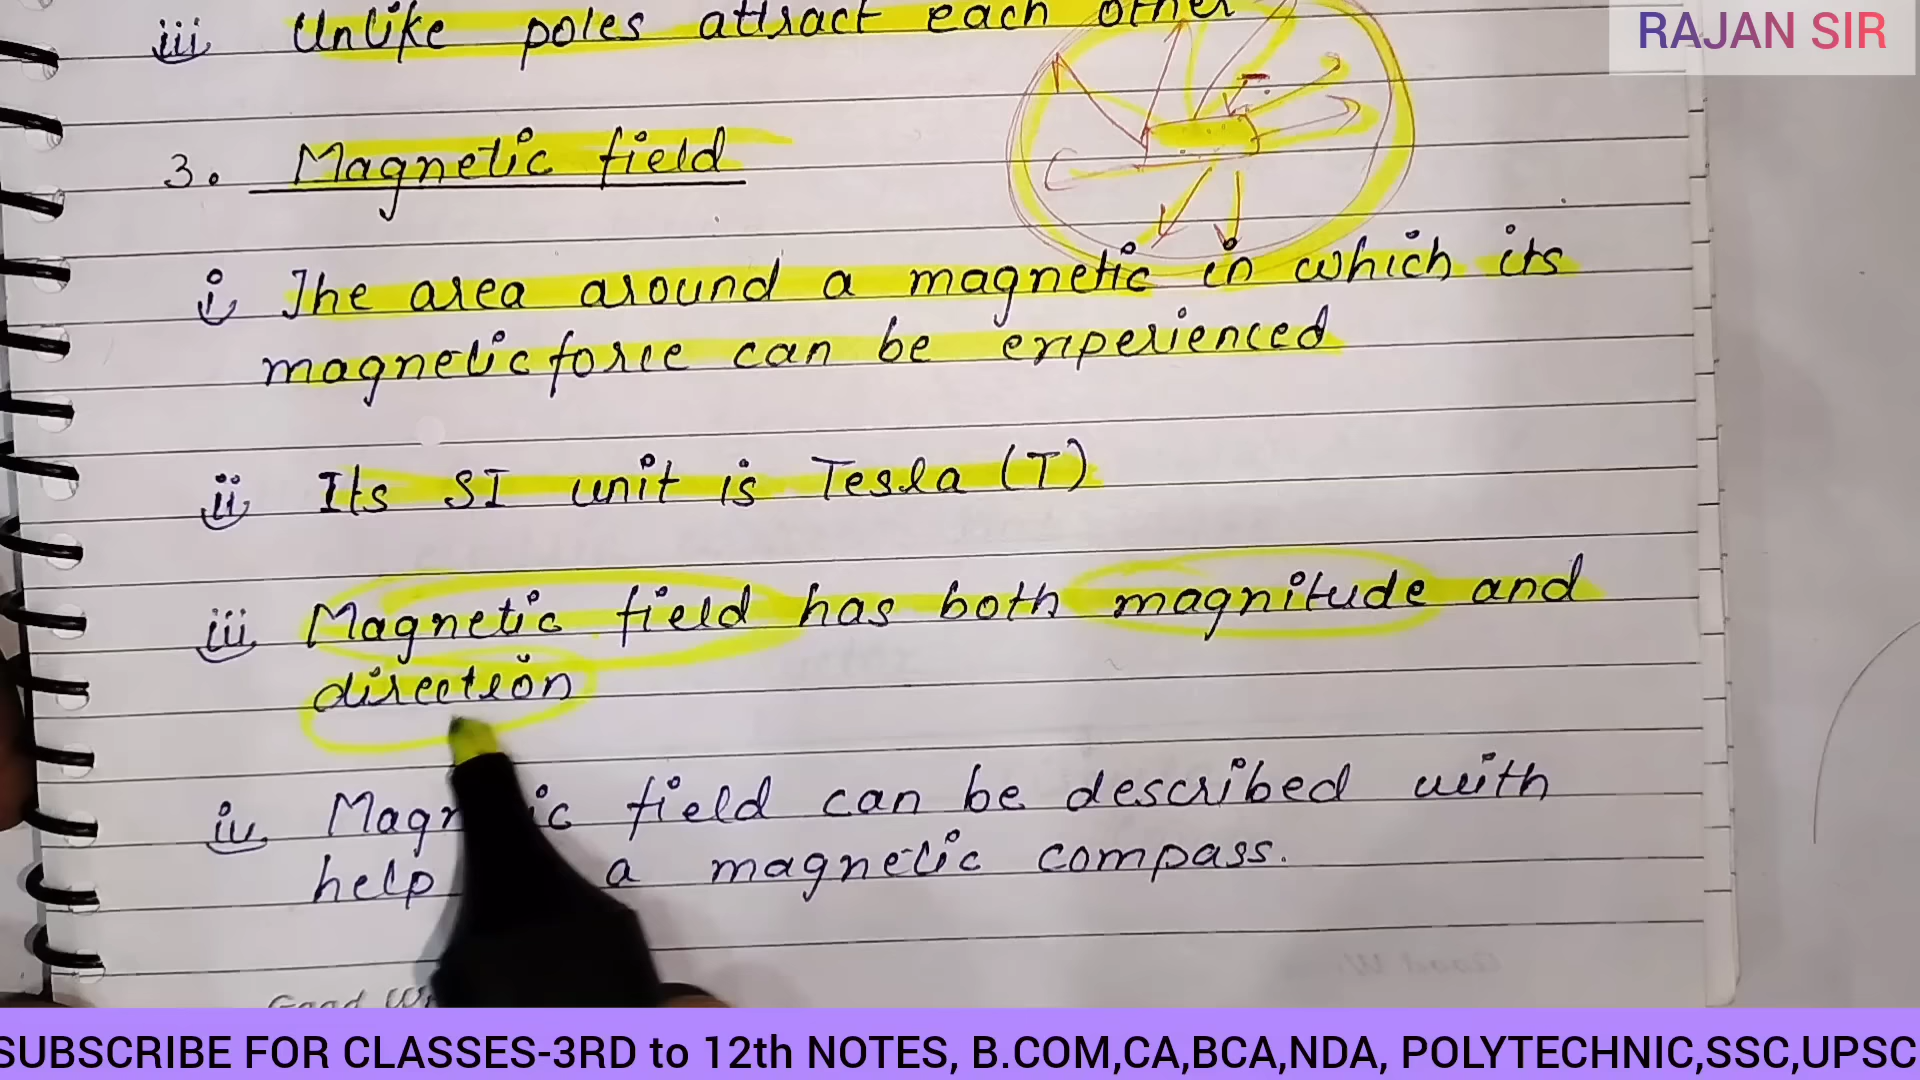 iii Unlike poles attract each other
RAJAN SIR
3. Magnetic field
i The area around a magnetic in which its
magnetic force can be experienced
ii Its SI unit is Tesla (T)
iii Magnetic field has both magnitude and
direction
iv Magnetic field can be described with
help a magnetic compass.
SUBSCRIBE FOR CLASSES-3RD to 12th NOTES, B.COM,CA,BCA,NDA, POLYTECHNIC,SSC,UPSC